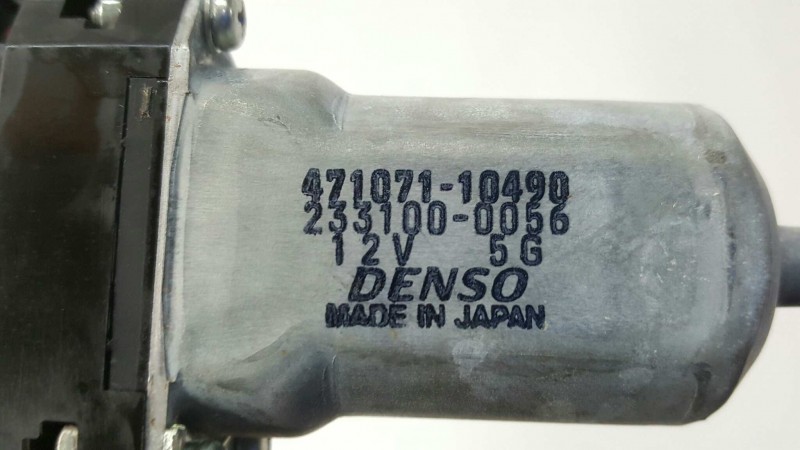 471071-10490
233100-0056
12V 5G
DENSO
MADE IN JAPAN